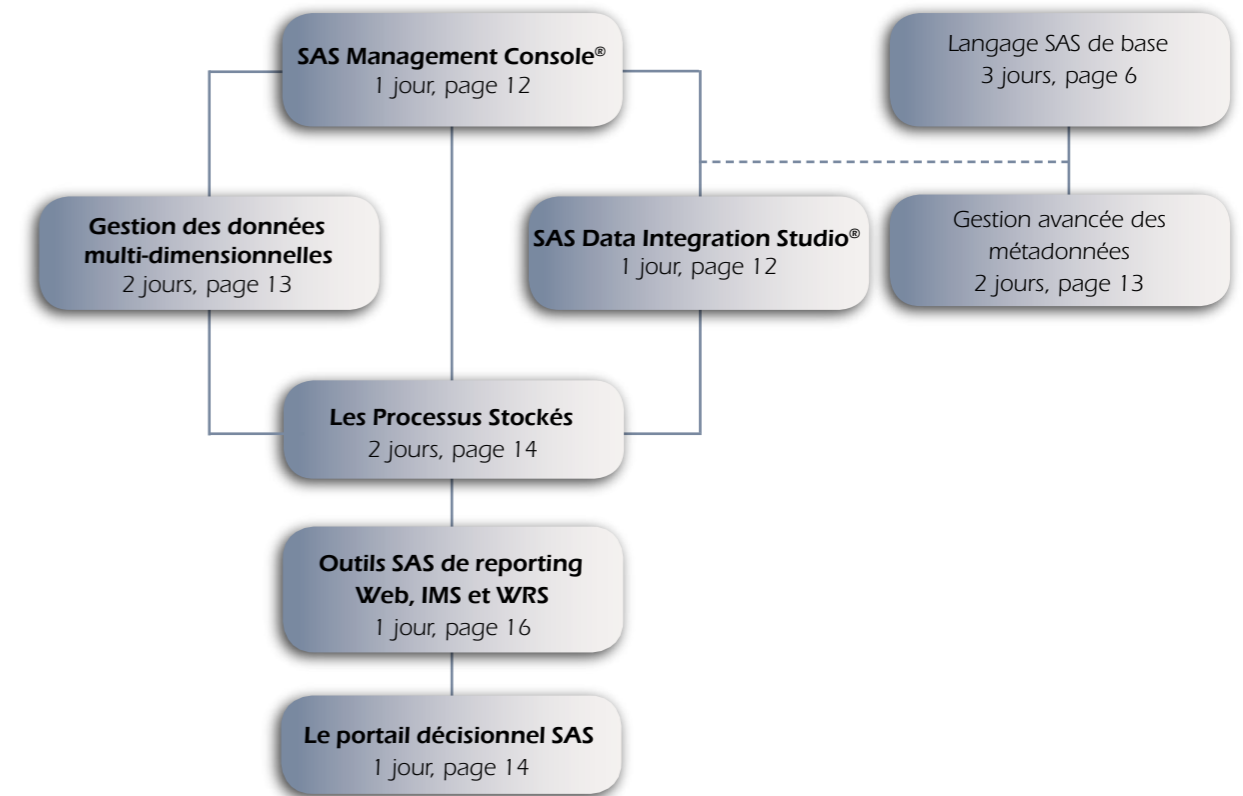 SAS Management Console®
1 jour, page 12
Langage SAS de base
3 jours, page 6
Gestion des données
multi-dimensionnelles
2 jours, page 13
SAS Data Integration Studio®
1 jour, page 12
Gestion avancée des
métadonnées
2 jours, page 13
Les Processus Stockés
2 jours, page 14
Outils SAS de reporting
Web, IMS et WRS
1 jour, page 16
Le portail décisionnel SAS
1 jour, page 14